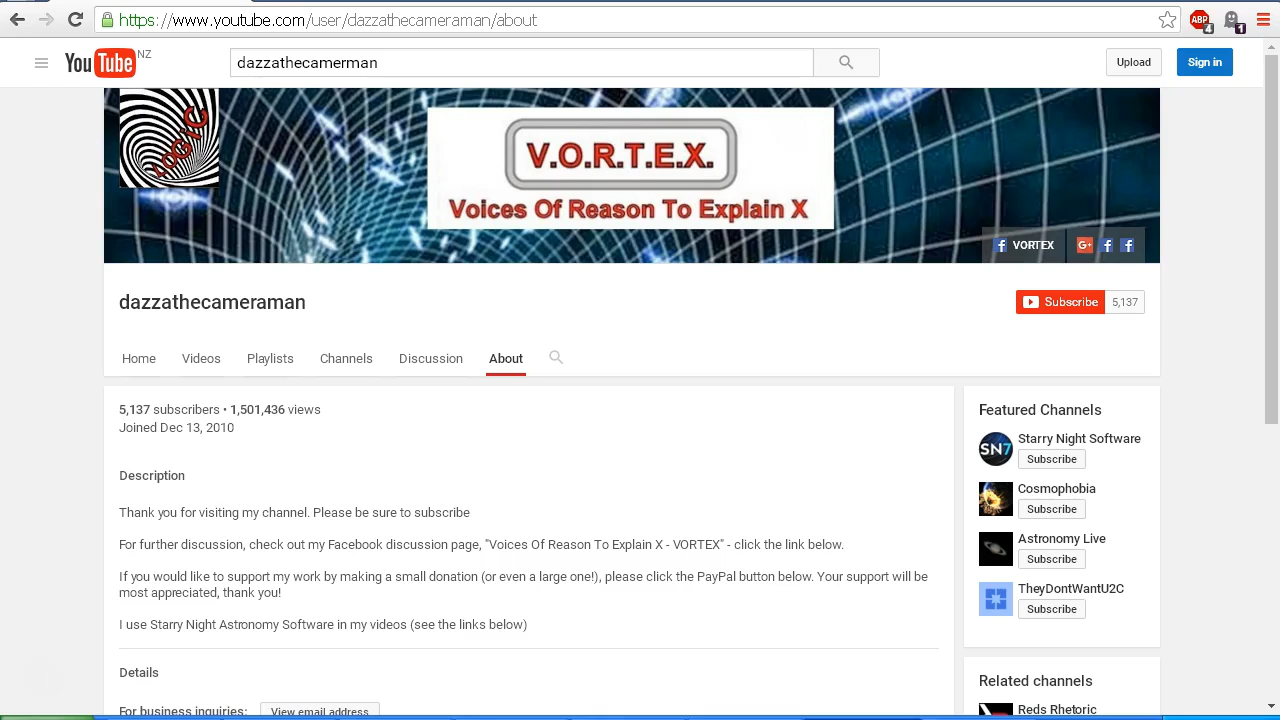 https://www.youtube.com/user/dazzathecameraman/about
ABP
4
1
YouTube NZ
dazzathecamerman
Upload
Sign in
LOGIC
V.O.R.T.E.X.
Voices Of Reason To Explain X
VORTEX
G+
dazzathecameraman
Subscribe 5,137
Home Videos Playlists Channels Discussion About
5,137 subscribers • 1,501,436 views
Joined Dec 13, 2010
Description
Thank you for visiting my channel. Please be sure to subscribe
For further discussion, check out my Facebook discussion page, "Voices Of Reason To Explain X - VORTEX" - click the link below.
If you would like to support my work by making a small donation (or even a large one!), please click the PayPal button below. Your support will be
most appreciated, thank you!
I use Starry Night Astronomy Software in my videos (see the links below)
Details
For business inquiries: View email address
Featured Channels
SN7
Starry Night Software
Subscribe
Cosmophobia
Subscribe
Astronomy Live
Subscribe
TheyDontWantU2C
Subscribe
Related channels
Reds Rhetoric